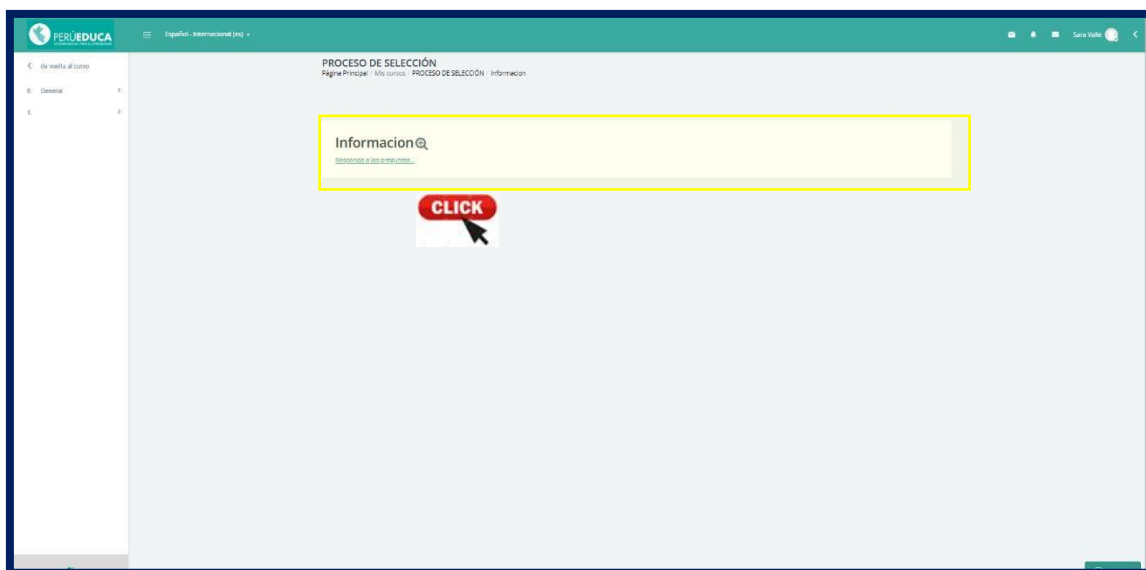 PERÚEDUCA
Español - Internacional (es)
Sara Valle
de vuelta al curso
0 General
1
PROCESO DE SELECCIÓN
Página Principal / Mis cursos / PROCESO DE SELECCIÓN / Informacion
Informacion
Responda a las preguntas...
CLICK